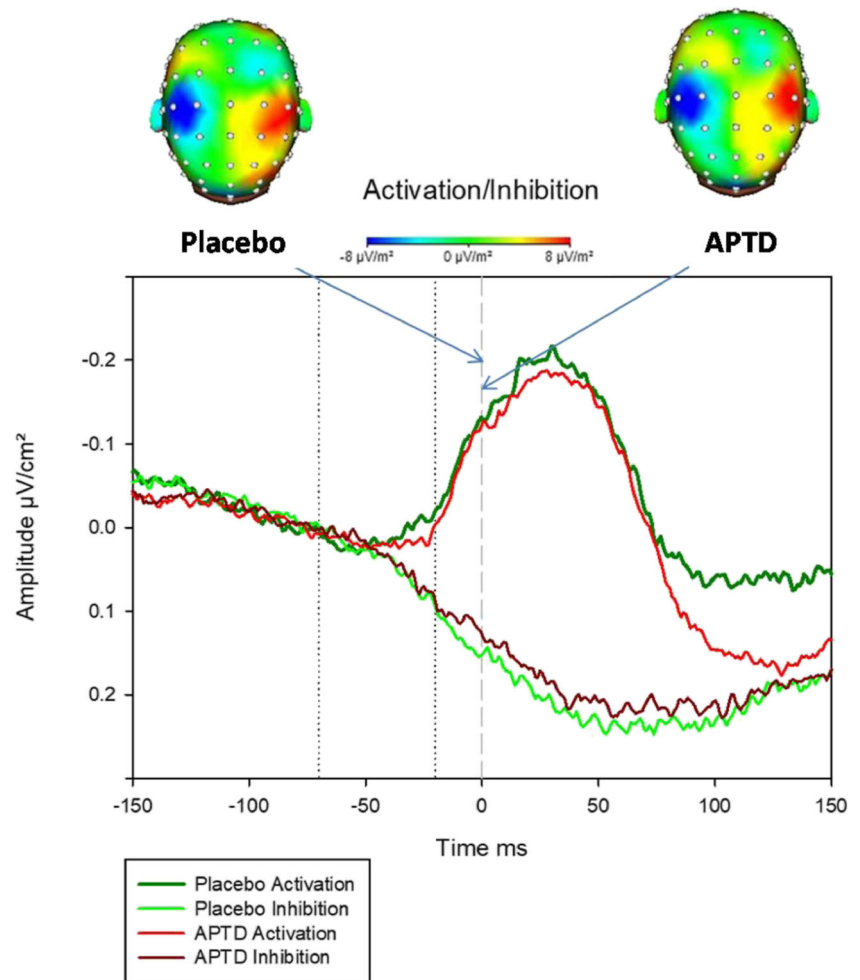 Activation/Inhibition
Placebo
APTD
-8 µV/m² 0 µV/m² 8 µV/m²
Amplitude µV/cm²
-0.2
-0.1
0.0
0.1
0.2
-150 -100 -50 0 50 100 150
Time ms
Placebo Activation
Placebo Inhibition
APTD Activation
APTD Inhibition